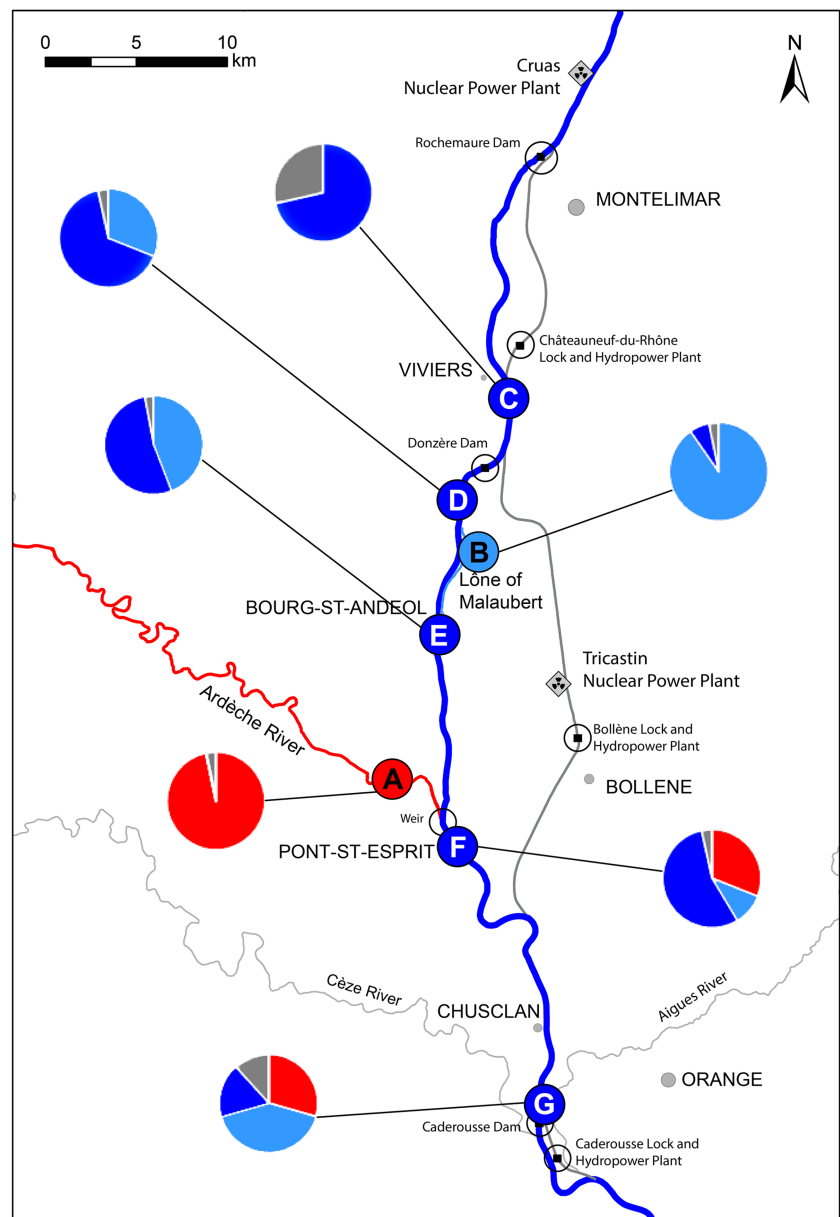 0 5 10
km
N
Cruas
Nuclear Power Plant
Rochemaure Dam
MONTELIMAR
Châteauneuf-du-Rhône
Lock and Hydropower Plant
VIVIERS
C
Donzère Dam
D
B
Lône of
Malaubert
BOURG-ST-ANDEOL
E
Tricastin
Nuclear Power Plant
Ardèche River
Bollène Lock and
Hydropower Plant
A
BOLLENE
Weir
PONT-ST-ESPRIT
F
Cèze River
Aigues River
CHUSCLAN
ORANGE
G
Caderousse Dam
Caderousse Lock and
Hydropower Plant